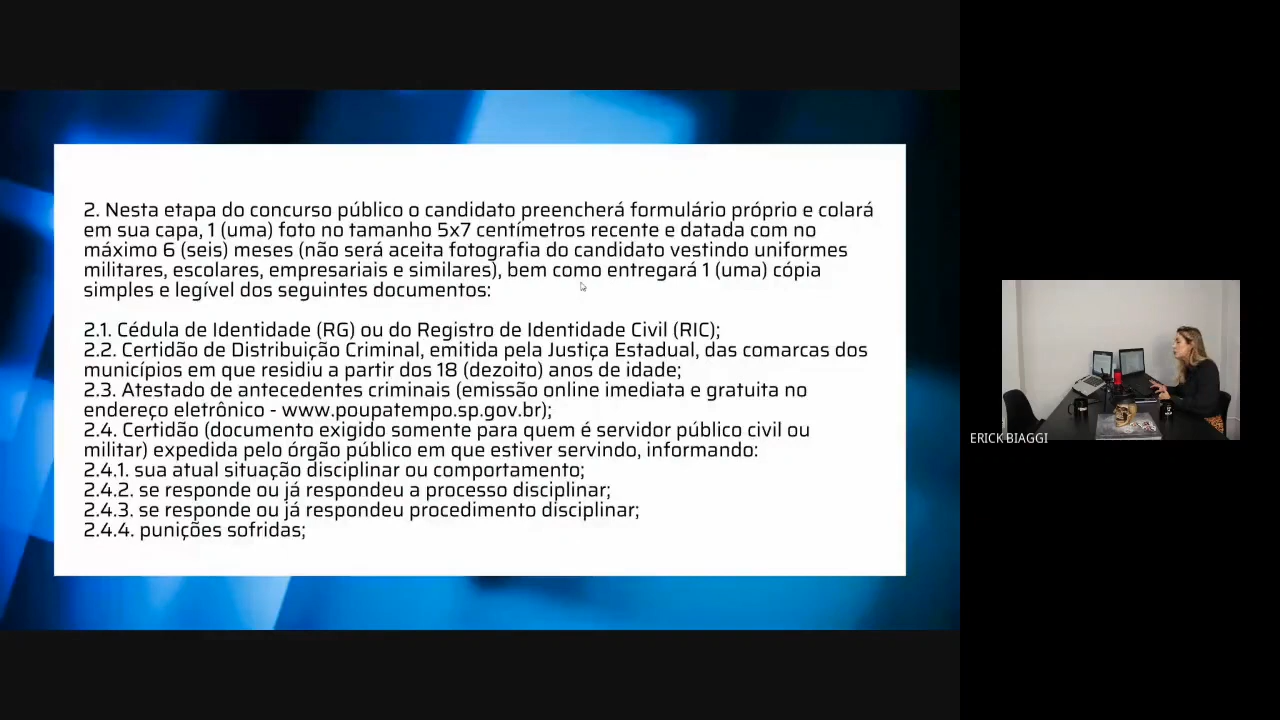 2. Nesta etapa do concurso público o candidato preencherá formulário próprio e colará
em sua capa, 1 (uma) foto no tamanho 5x7 centímetros recente e datada com no
máximo 6 (seis) meses (não será aceita fotografia do candidato vestindo uniformes
militares, escolares, empresariais e similares), bem como entregará 1 (uma) cópia
simples e legível dos seguintes documentos:
2.1. Cédula de Identidade (RG) ou do Registro de Identidade Civil (RIC);
2.2. Certidão de Distribuição Criminal, emitida pela Justiça Estadual, das comarcas dos
municípios em que residiu a partir dos 18 (dezoito) anos de idade;
2.3. Atestado de antecedentes criminais (emissão online imediata e gratuita no
endereço eletrônico - www.poupatempo.sp.gov.br);
2.4. Certidão (documento exigido somente para quem é servidor público civil ou
militar) expedida pelo órgão público em que estiver servindo, informando:
2.4.1. sua atual situação disciplinar ou comportamento;
2.4.2. se responde ou já respondeu a processo disciplinar;
2.4.3. se responde ou já respondeu procedimento disciplinar;
2.4.4. punições sofridas;
ERICK BIAGGI